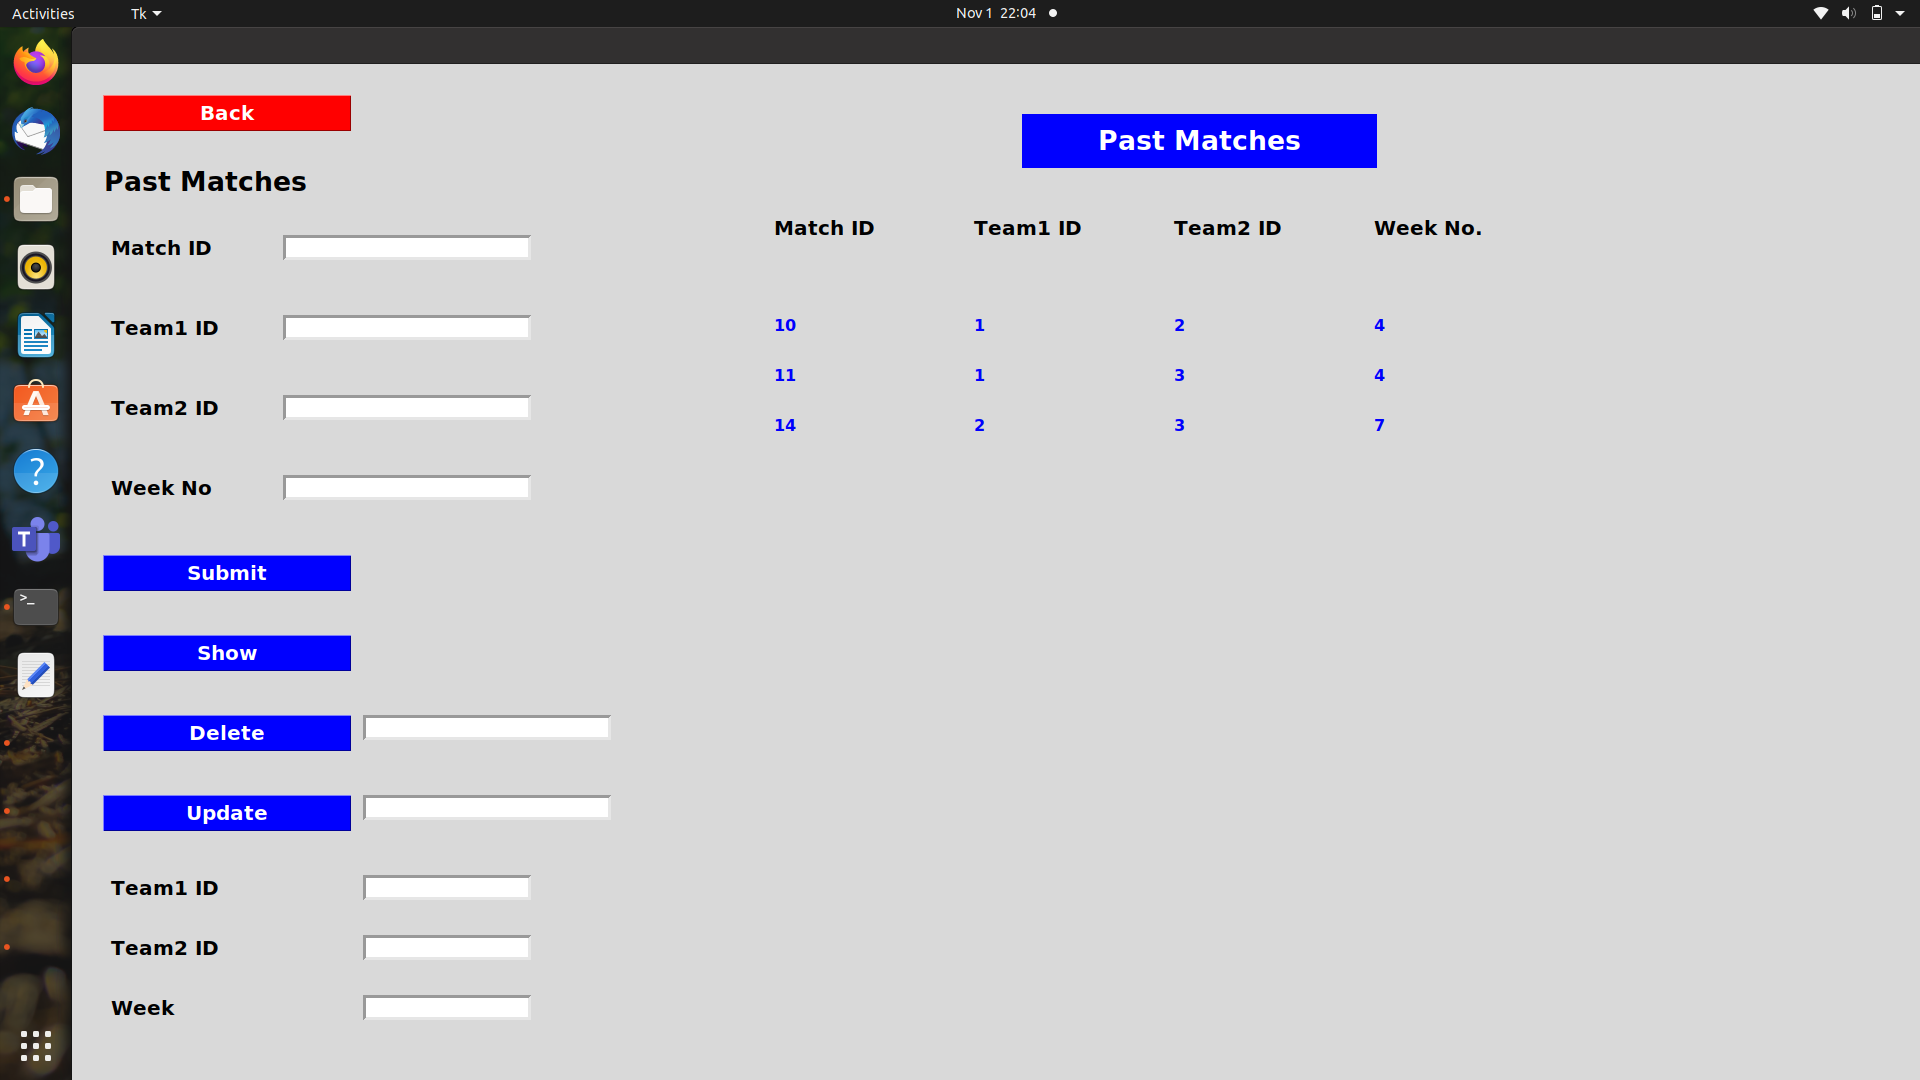 Activities
Tk
Nov 1 22:04
Back
Past Matches
Match ID
Team1 ID
Team2 ID
Week No
Submit
Show
Delete
Update
Team1 ID
Team2 ID
Week
Past Matches
Match ID Team1 ID Team2 ID Week No.
10 1 2 4
11 1 3 4
14 2 3 7